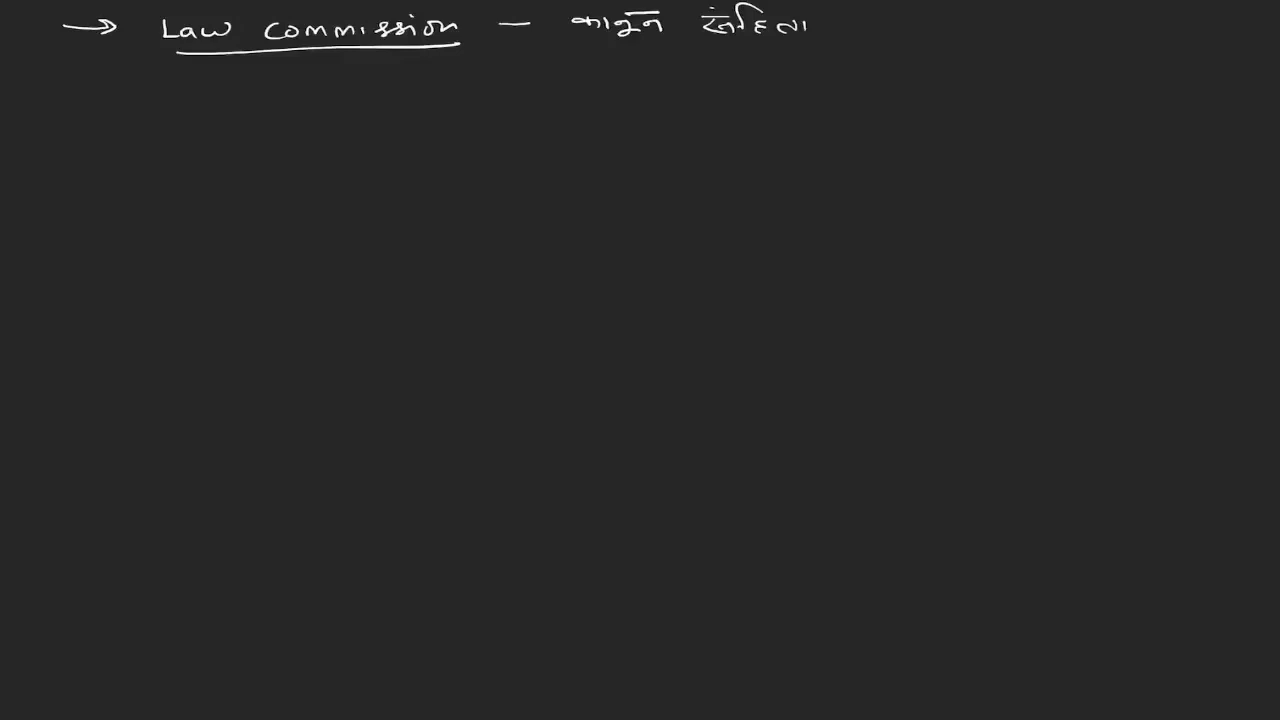 → Law commission - कानून संहिता